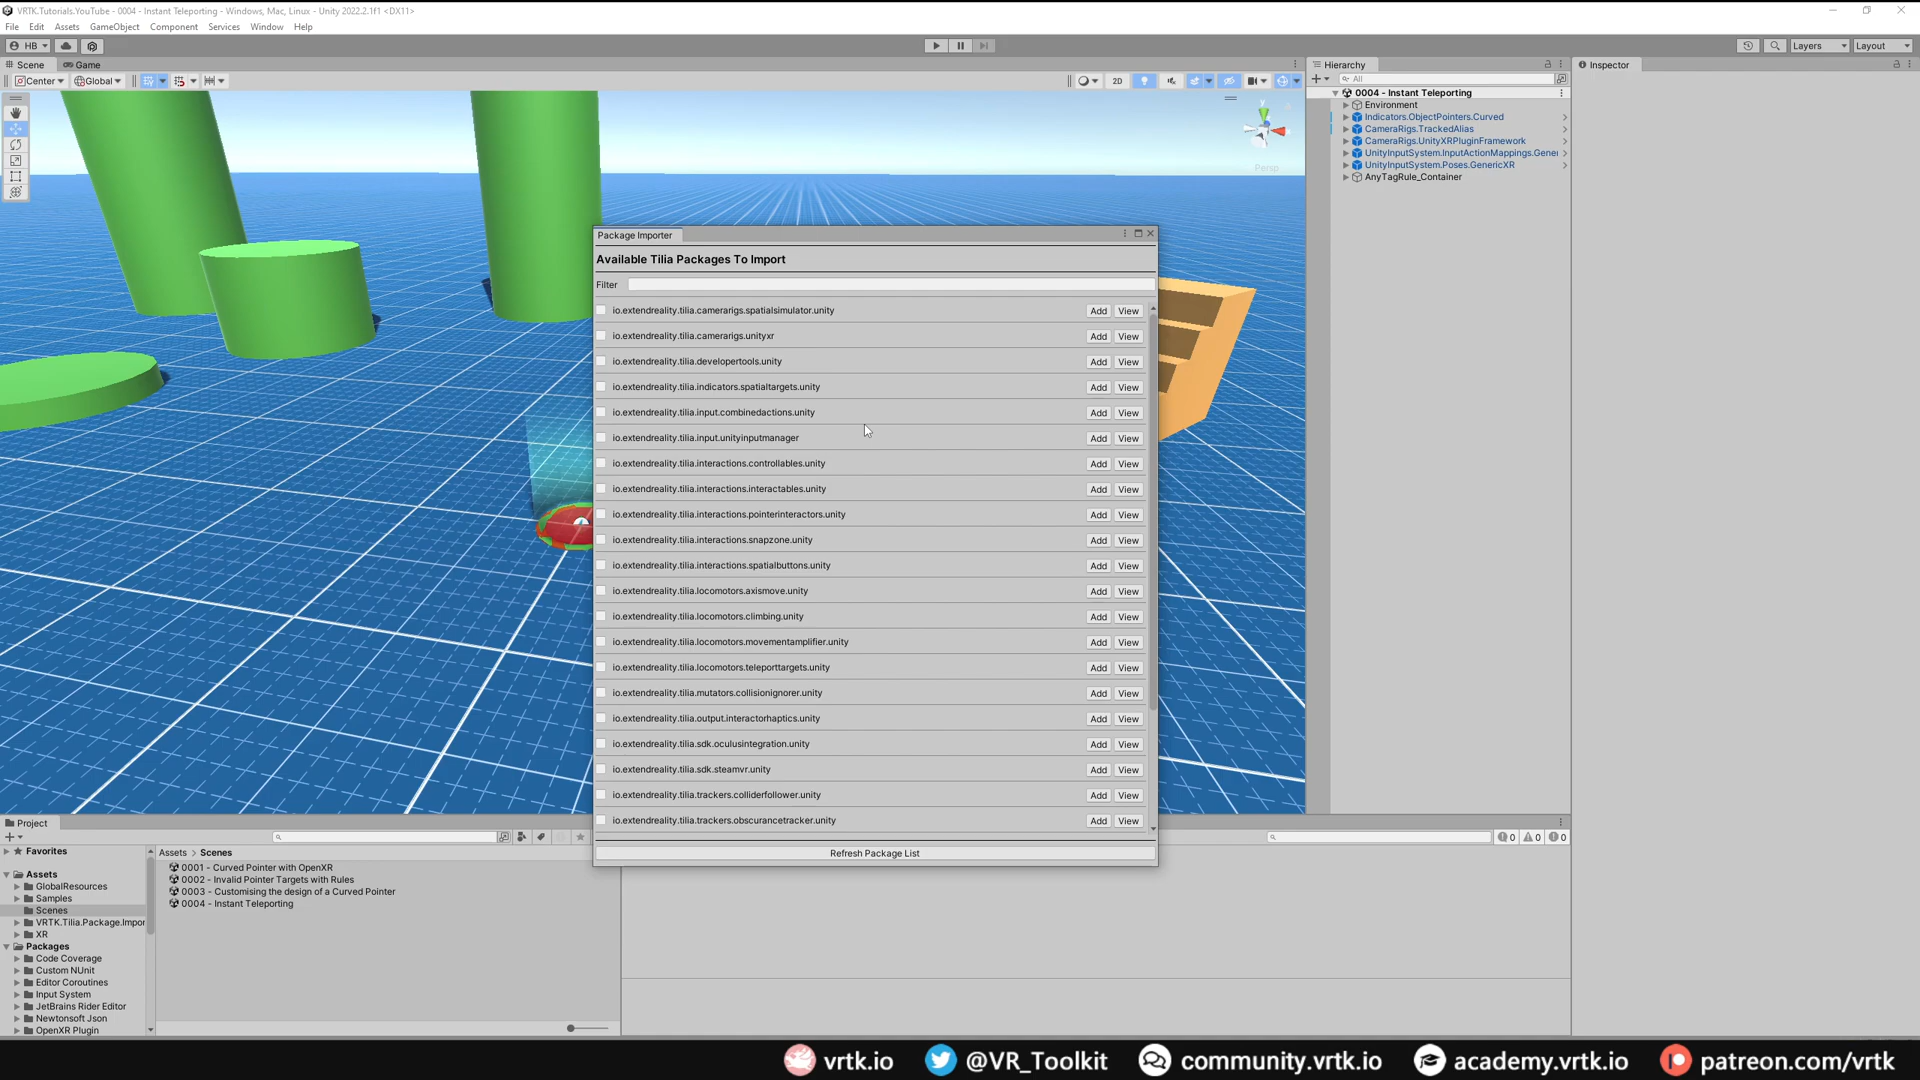 VRTK.Tutorials.YouTube - 0004 - Instant Teleporting - Windows, Mac, Linux - Unity 2022.2.1f1 <DX11>
File Edit Assets GameObject Component Services Window Help
HB Layers Layout
Scene Game
Center Global 2D
Persp
Hierarchy
All
0004 - Instant Teleporting
Environment
Indicators.ObjectPointers.Curved
CameraRigs.TrackedAlias
CameraRigs.UnityXRPluginFramework
UnityInputSystem.InputActionMappings.Gener
UnityInputSystem.Poses.GenericXR
AnyTagRule_Container
Inspector
Package Importer
Available Tilia Packages To Import
Filter
io.extendreality.tilia.camerarigs.spatialsimulator.unity Add View
io.extendreality.tilia.camerarigs.unityxr Add View
io.extendreality.tilia.developertools.unity Add View
io.extendreality.tilia.indicators.spatialtargets.unity Add View
io.extendreality.tilia.input.combinedactions.unity Add View
io.extendreality.tilia.input.unityinputmanager Add View
io.extendreality.tilia.interactions.controllables.unity Add View
io.extendreality.tilia.interactions.interactables.unity Add View
io.extendreality.tilia.interactions.pointerinteractors.unity Add View
io.extendreality.tilia.interactions.snapzone.unity Add View
io.extendreality.tilia.interactions.spatialbuttons.unity Add View
io.extendreality.tilia.locomotors.axismove.unity Add View
io.extendreality.tilia.locomotors.climbing.unity Add View
io.extendreality.tilia.locomotors.movementamplifier.unity Add View
io.extendreality.tilia.locomotors.teleporttargets.unity Add View
io.extendreality.tilia.mutators.collisionignorer.unity Add View
io.extendreality.tilia.output.interactorhaptics.unity Add View
io.extendreality.tilia.sdk.oculusintegration.unity Add View
io.extendreality.tilia.sdk.steamvr.unity Add View
io.extendreality.tilia.trackers.colliderfollower.unity Add View
io.extendreality.tilia.trackers.obscurancetracker.unity Add View
Refresh Package List
Project
Favorites
Assets
GlobalResources
Samples
Scenes
VRTK.Tilia.Package.Impor
XR
Packages
Code Coverage
Custom NUnit
Editor Coroutines
Input System
JetBrains Rider Editor
Newtonsoft Json
OpenXR Plugin
Assets > Scenes
0001 - Curved Pointer with OpenXR
0002 - Invalid Pointer Targets with Rules
0003 - Customising the design of a Curved Pointer
0004 - Instant Teleporting
0 0 0
vrtk.io @VR_Toolkit community.vrtk.io academy.vrtk.io patreon.com/vrtk